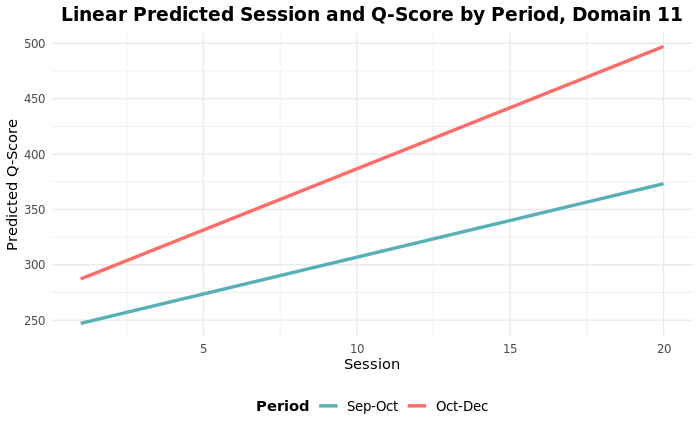 Linear Predicted Session and Q-Score by Period, Domain 11
Predicted Q-Score
500
450
400
350
300
250
5 10 15 20
Session
Period Sep-Oct Oct-Dec